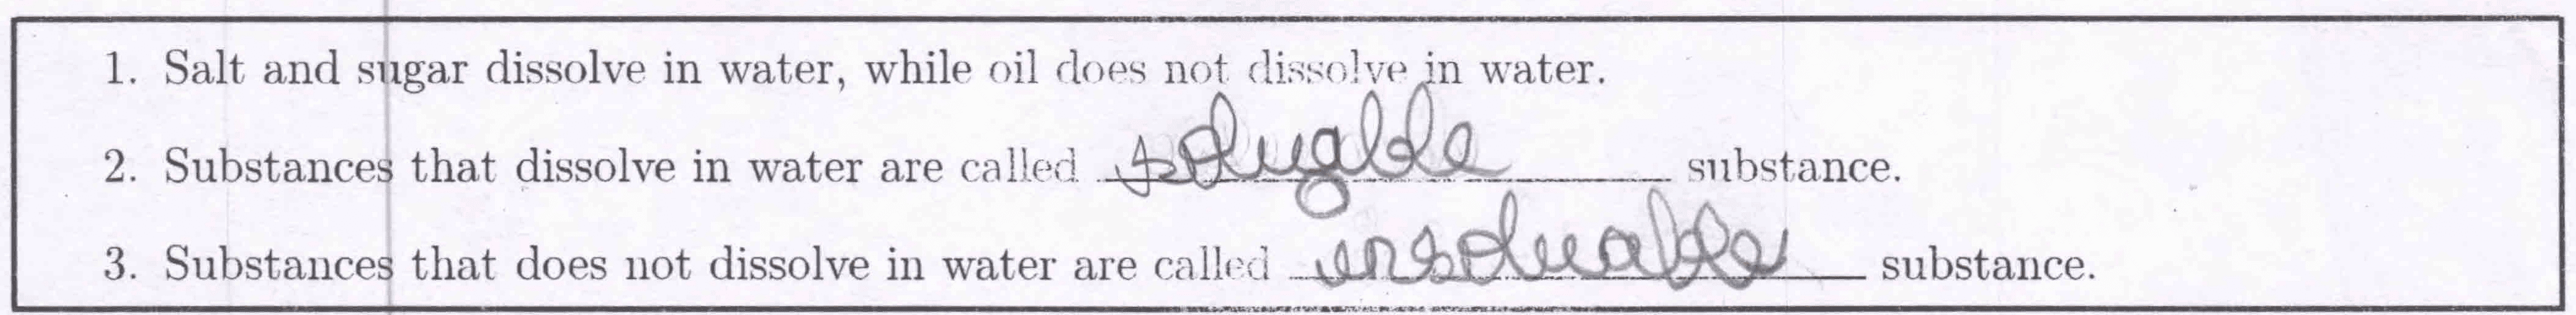 1. Salt and sugar dissolve in water, while oil does not dissolve in water.
2. Substances that dissolve in water are called solugable substance.
3. Substances that does not dissolve in water are called insoluable substance.